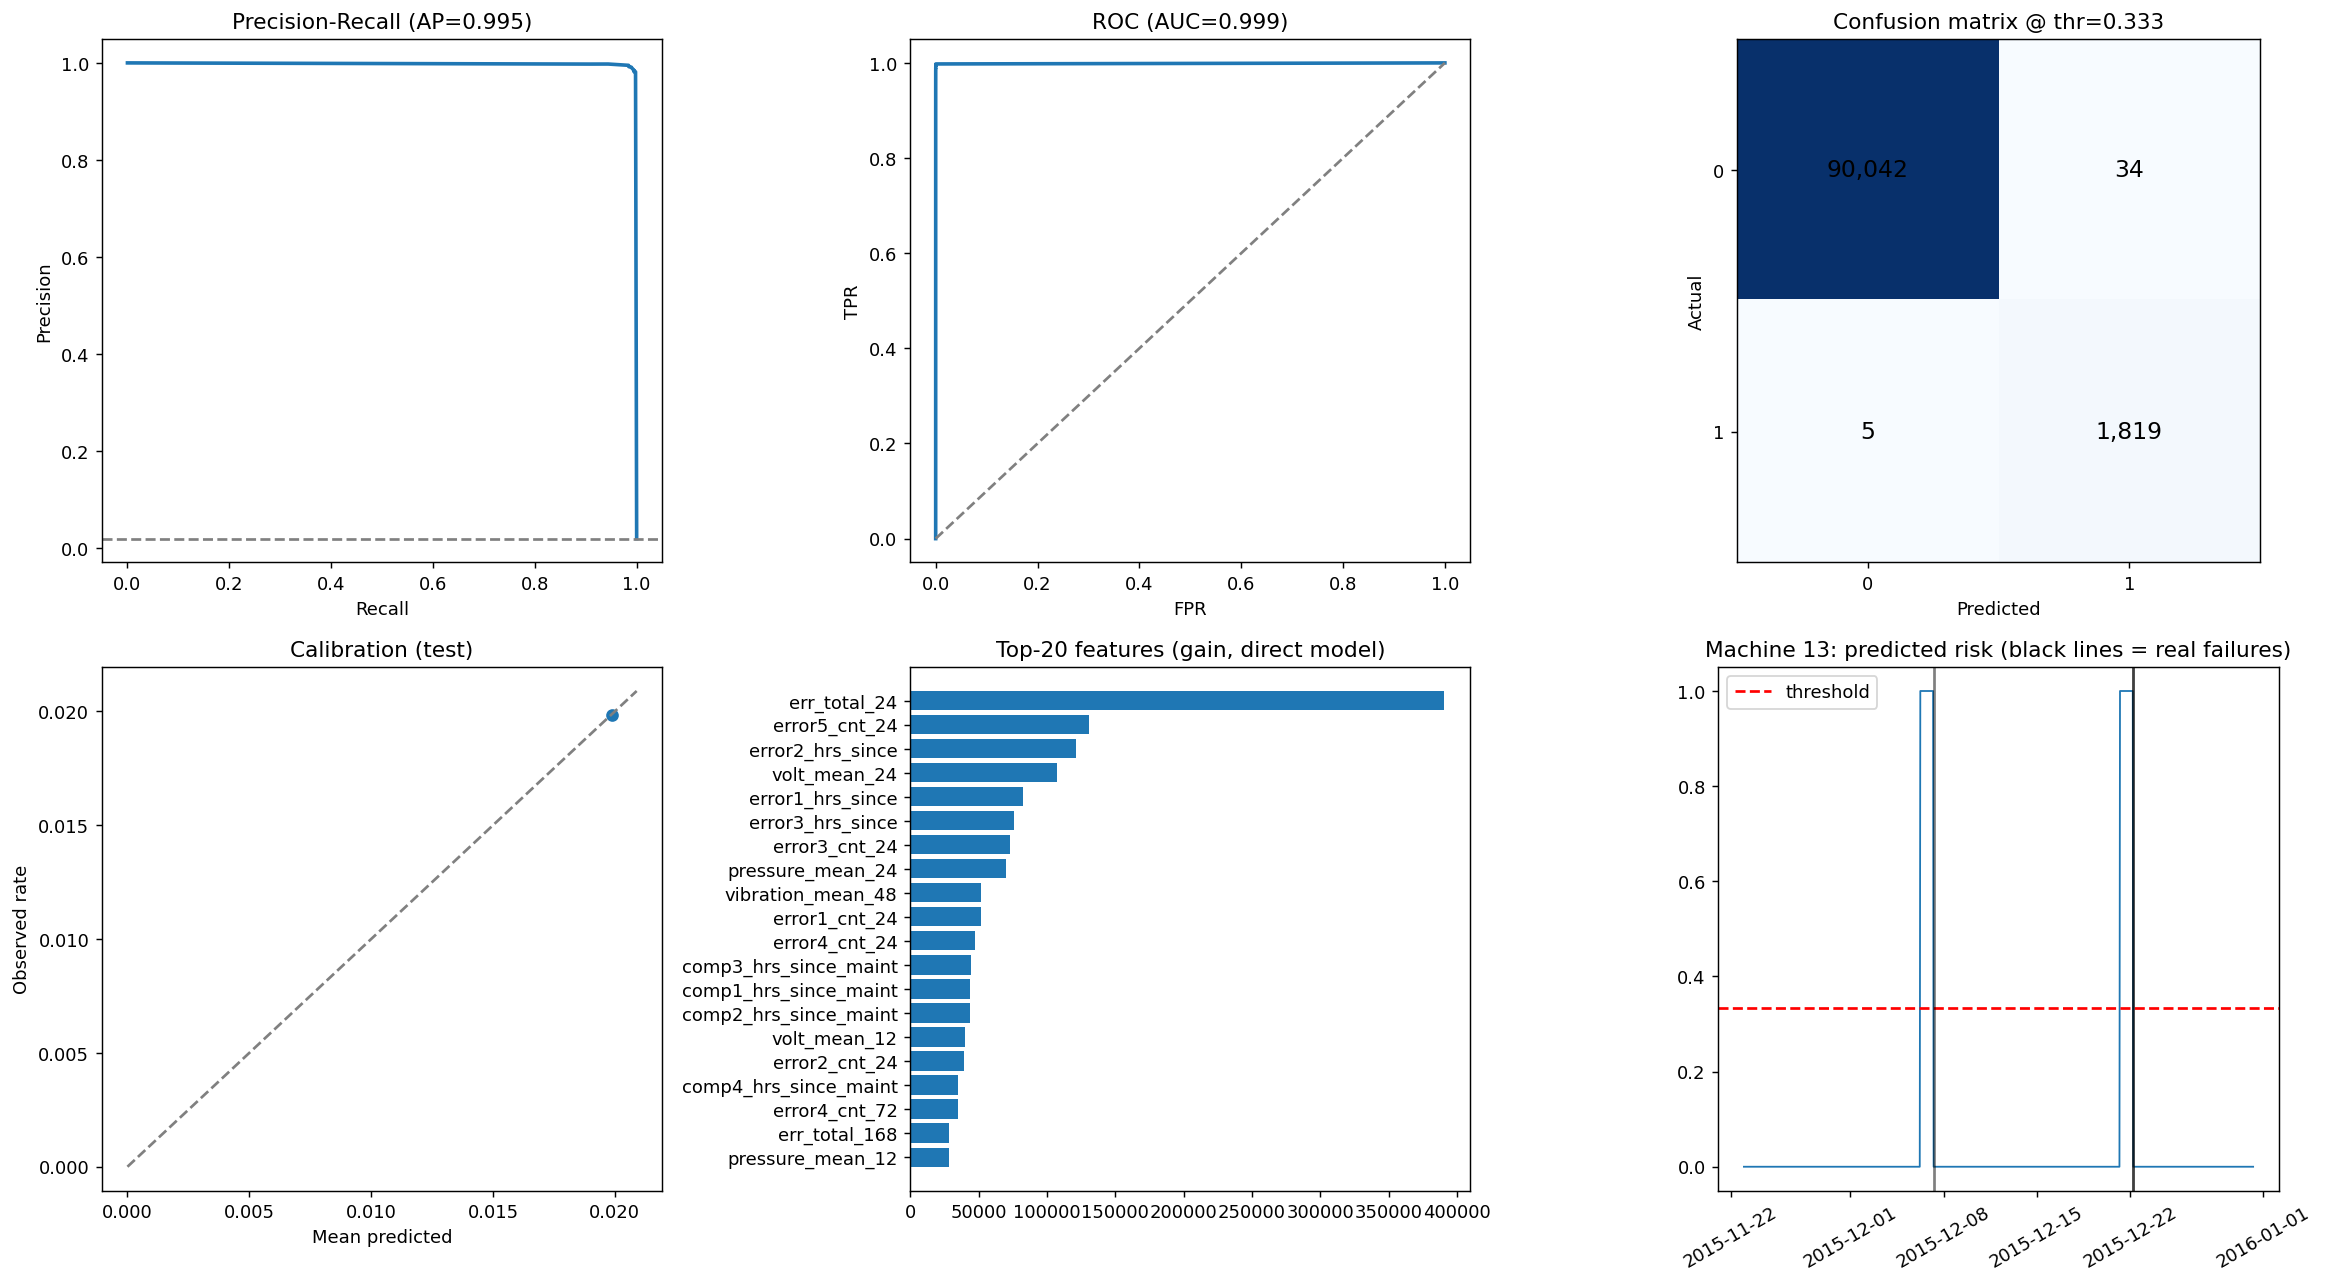 Precision-Recall (AP=0.995)
1.0
0.8
0.6
0.4
0.2
0.0
Precision
0.0 0.2 0.4 0.6 0.8 1.0
Recall
ROC (AUC=0.999)
1.0
0.8
0.6
0.4
0.2
0.0
TPR
0.0 0.2 0.4 0.6 0.8 1.0
FPR
Confusion matrix @ thr=0.333
0
1
Actual
90,042 34
5 1,819
0 1
Predicted
Calibration (test)
0.020
0.015
0.010
0.005
0.000
Observed rate
0.000 0.005 0.010 0.015 0.020
Mean predicted
Top-20 features (gain, direct model)
err_total_24
error5_cnt_24
error2_hrs_since
volt_mean_24
error1_hrs_since
error3_hrs_since
error3_cnt_24
pressure_mean_24
vibration_mean_48
error1_cnt_24
error4_cnt_24
comp3_hrs_since_maint
comp1_hrs_since_maint
comp2_hrs_since_maint
volt_mean_12
error2_cnt_24
comp4_hrs_since_maint
error4_cnt_72
err_total_168
pressure_mean_12
0 50000 100000 150000 200000 250000 300000 350000 400000
Machine 13: predicted risk (black lines = real failures)
threshold
1.0
0.8
0.6
0.4
0.2
0.0
2015-11-22 2015-12-01 2015-12-08 2015-12-15 2015-12-22 2016-01-01